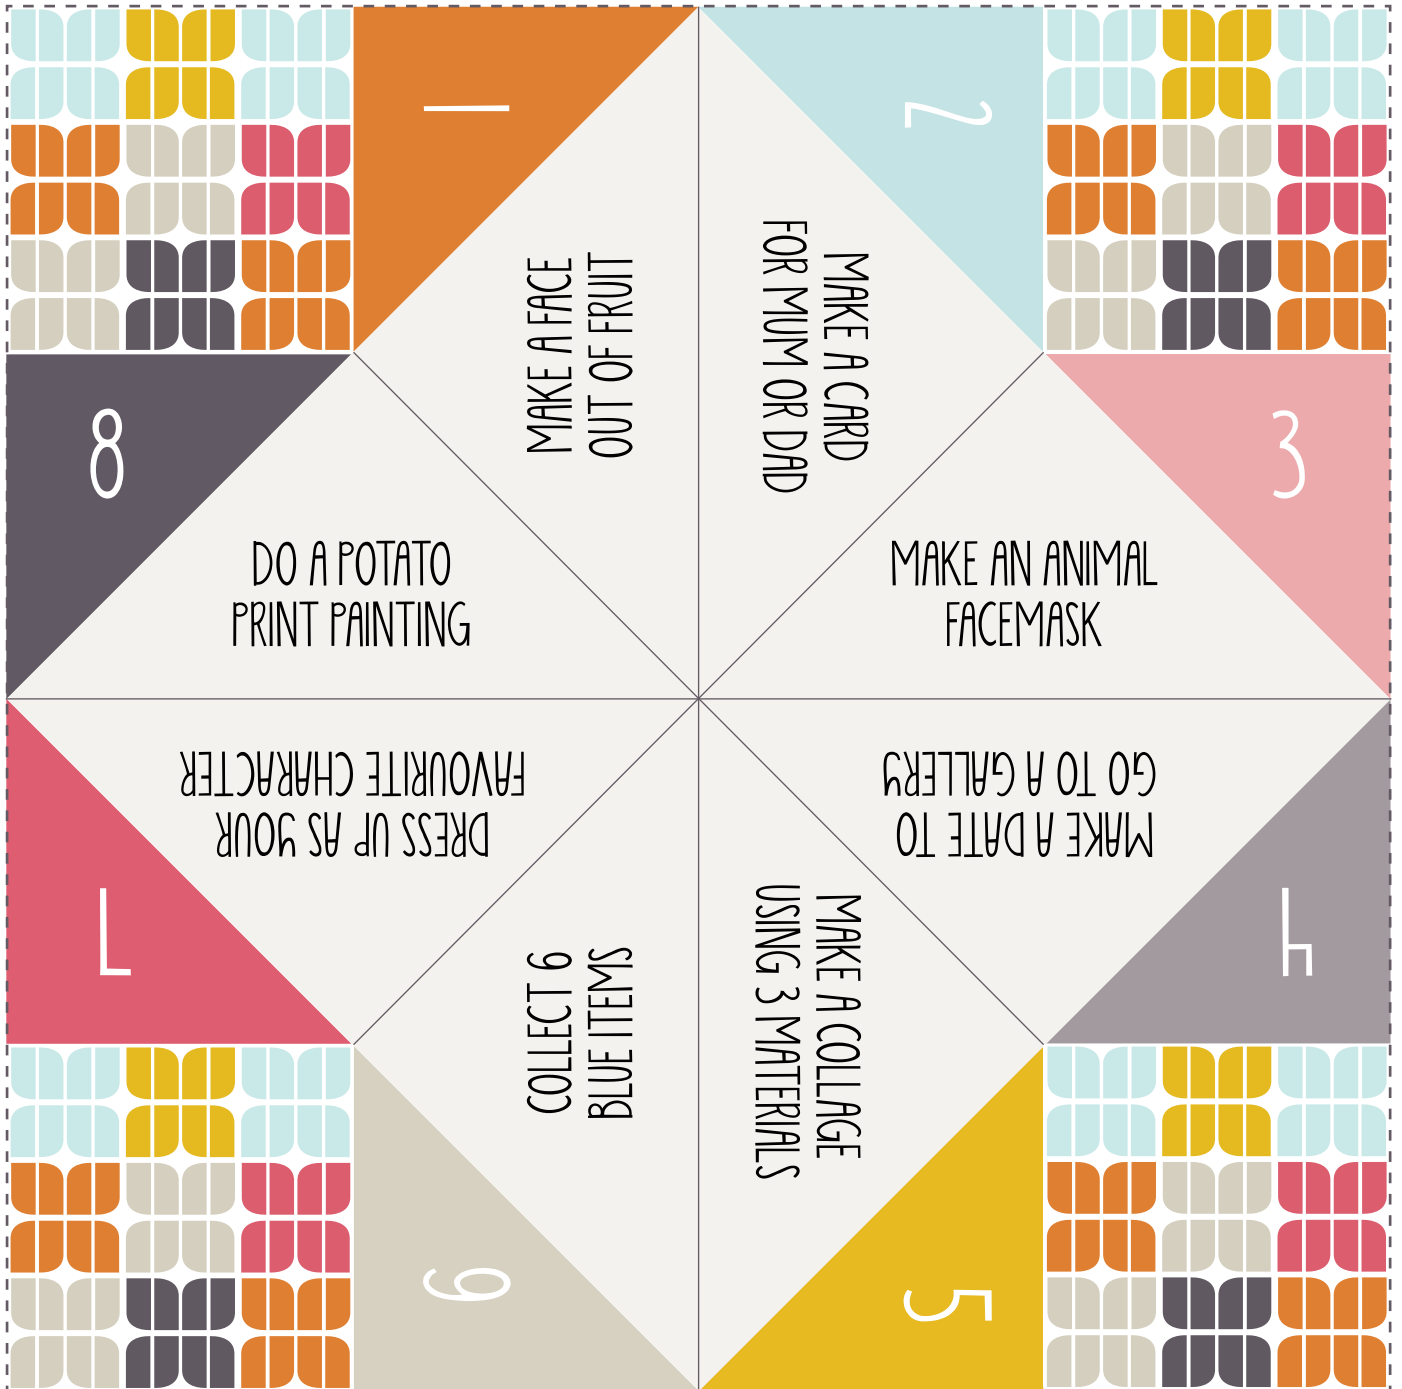 1
MAKE A FACE
OUT OF FRUIT
2
MAKE A CARD
FOR MUM OR DAD
3
MAKE AN ANIMAL
FACEMASK
4
MAKE A DATE TO
GO TO A GALLERY
5
MAKE A COLLAGE
USING 3 MATERIALS
6
COLLECT 6
BLUE ITEMS
7
DRESS UP AS YOUR
FAVOURITE CHARACTER
8
DO A POTATO
PRINT PAINTING